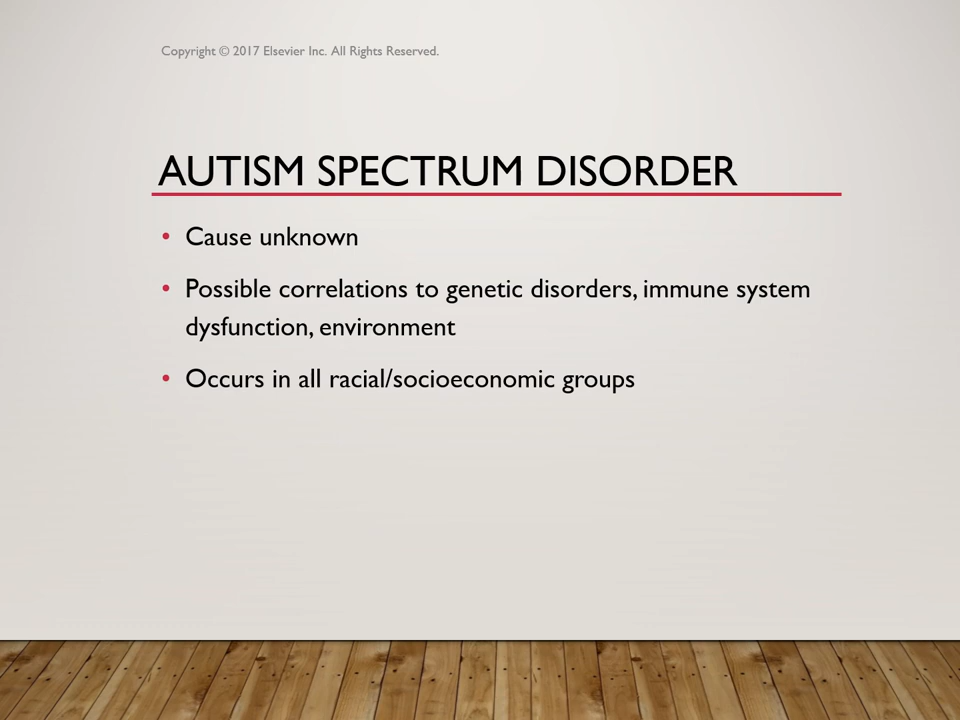 Copyright © 2017 Elsevier Inc. All Rights Reserved.
AUTISM SPECTRUM DISORDER
• Cause unknown
• Possible correlations to genetic disorders, immune system
dysfunction, environment
• Occurs in all racial/socioeconomic groups